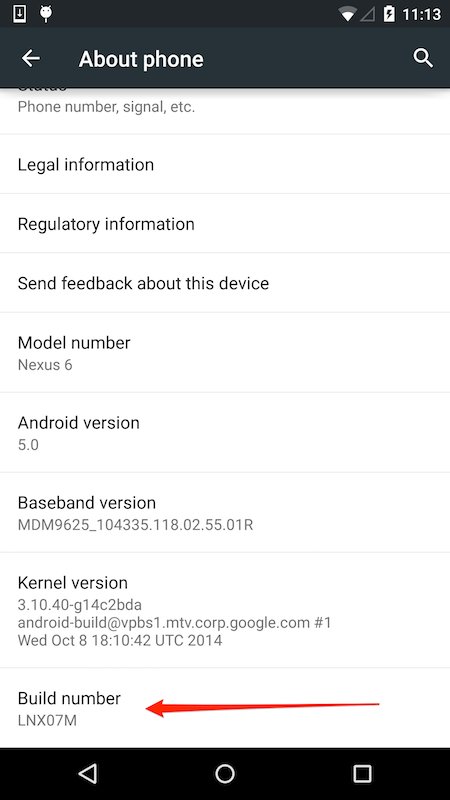 11:13
About phone
Status
Phone number, signal, etc.
Legal information
Regulatory information
Send feedback about this device
Model number
Nexus 6
Android version
5.0
Baseband version
MDM9625_104335.118.02.55.01R
Kernel version
3.10.40-g14c2bda
android-build@vpbs1.mtv.corp.google.com #1
Wed Oct 8 18:10:42 UTC 2014
Build number
LNX07M